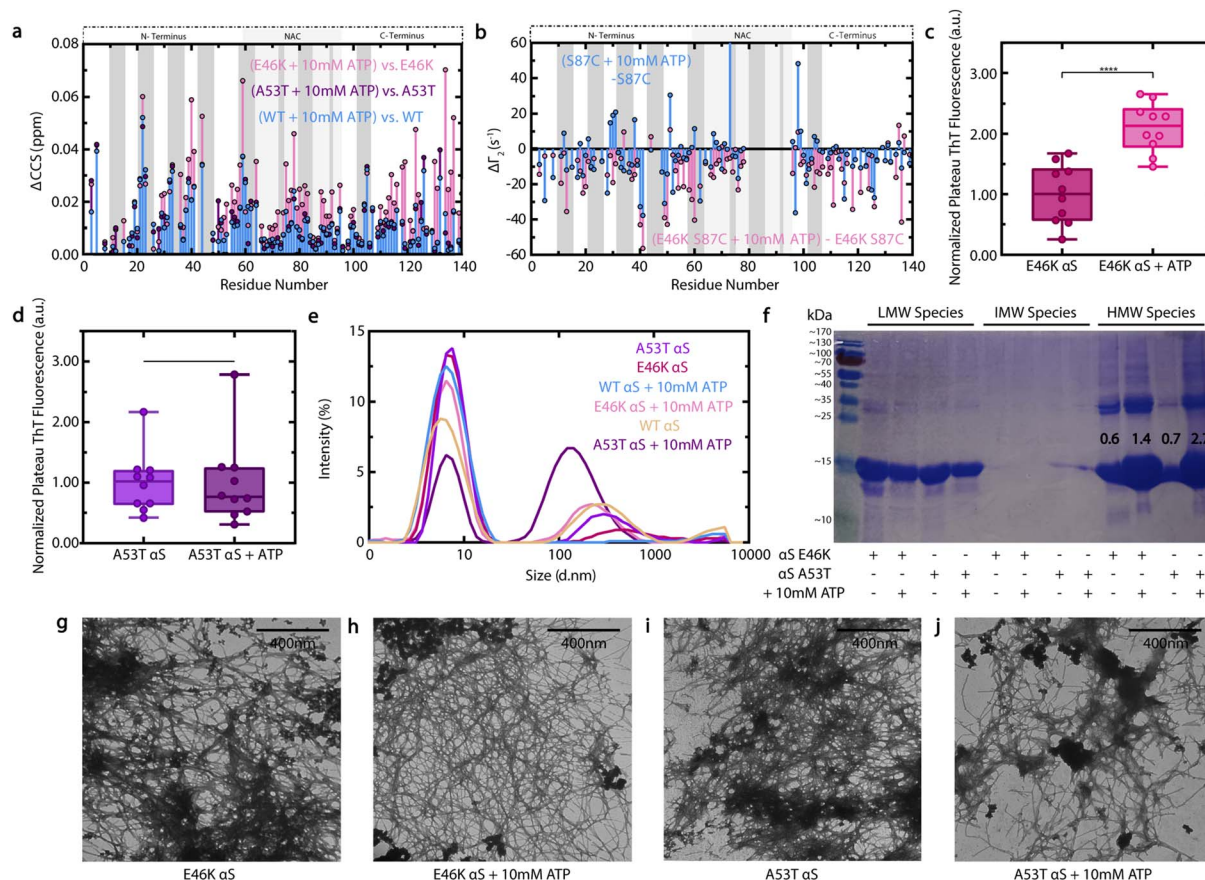 a
N- Terminus
NAC
C-Terminus
ΔCCS (ppm)
0.08
0.06
0.04
0.02
0.00
(E46K + 10mM ATP) vs. E46K
(A53T + 10mM ATP) vs. A53T
(WT + 10mM ATP) vs. WT
0 20 40 60 80 100 120 140
Residue Number
b
N- Terminus
NAC
C- Terminus
ΔΓ2 (s-1)
60
40
20
0
-20
-40
-60
(S87C + 10mM ATP)
-S87C
(E46K S87C + 10mM ATP) - E46K S87C
0 20 40 60 80 100 120 140
Residue Number
c
Normalized Plateau ThT Fluorescence (a.u.)
3.00
2.00
1.00
0.00
****
E46K αS
E46K αS + ATP
d
Normalized Plateau ThT Fluorescence (a.u.)
3.00
2.00
1.00
0.00
A53T αS
A53T αS + ATP
e
Intensity (%)
15
10
5
0
A53T αS
E46K αS
WT αS + 10mM ATP
E46K αS + 10mM ATP
WT αS
A53T αS + 10mM ATP
0 10 100 1000 10000
Size (d.nm)
f
LMW Species
IMW Species
HMW Species
kDa
~170
~130
~100
~70
~55
~40
~35
~25
~15
~10
0.6 1.4 0.7 2.7
αS E46K + + - - + + - - + + - -
αS A53T - - + + - - + + - - + +
+ 10mM ATP - + - + - + - + - + - +
g
400nm
E46K αS
h
400nm
E46K αS + 10mM ATP
i
400nm
A53T αS
j
400nm
A53T αS + 10mM ATP